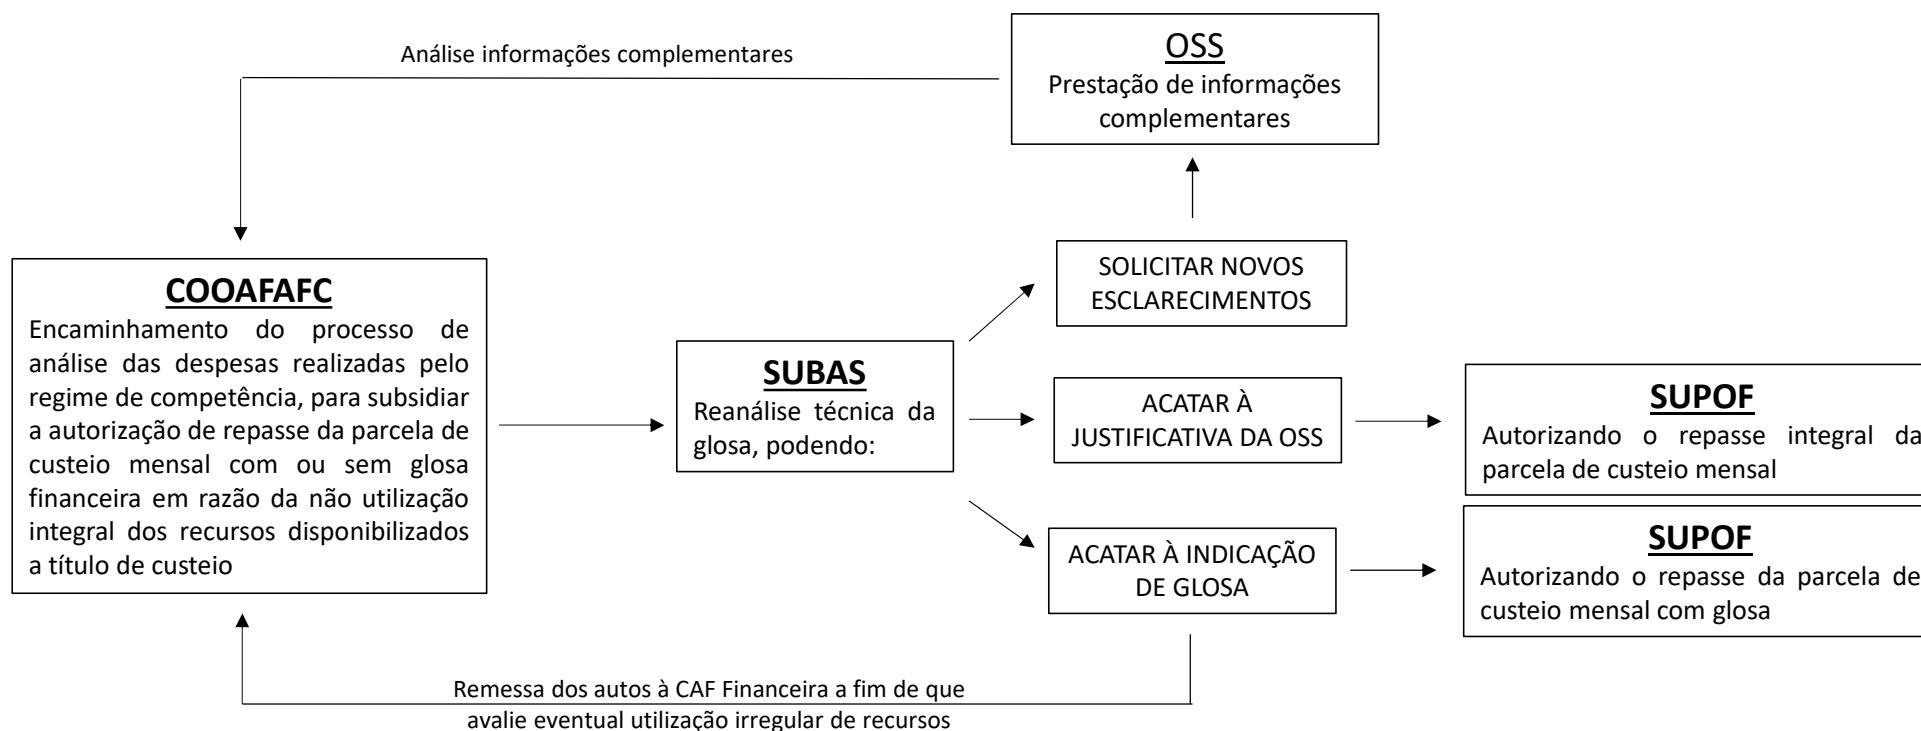 Análise informações complementares
OSS
Prestação de informações
complementares
COOAFAFC
Encaminhamento do processo de
análise das despesas realizadas pelo
regime de competência, para subsidiar
a autorização de repasse da parcela de
custeio mensal com ou sem glosa
financeira em razão da não utilização
integral dos recursos disponibilizados
a título de custeio
SUBAS
Reanálise técnica da
glosa, podendo:
SOLICITAR NOVOS
ESCLARECIMENTOS
ACATAR À
JUSTIFICATIVA DA OSS
ACATAR À INDICAÇÃO
DE GLOSA
SUPOF
Autorizando o repasse integral da
parcela de custeio mensal
SUPOF
Autorizando o repasse da parcela de
custeio mensal com glosa
Remessa dos autos à CAF Financeira a fim de que
avalie eventual utilização irregular de recursos